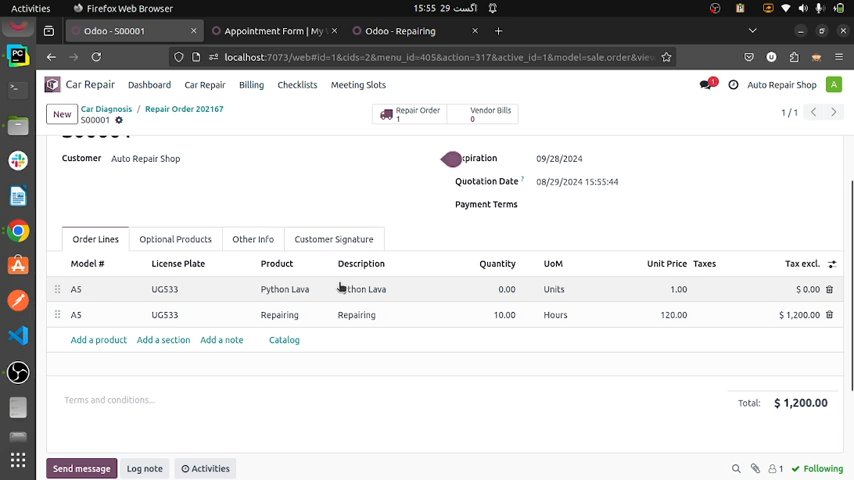 Activities
Firefox Web Browser
15:55 29 آگست
Odoo - S00001
Appointment Form | My V
Odoo - Repairing
localhost:7073/web#id=1&cids=2&menu_id=405&action=317&active_id=1&model=sale.order&view
Car Repair
Dashboard
Car Repair
Billing
Checklists
Meeting Slots
1
Auto Repair Shop
A
New
Car Diagnosis / Repair Order 202167
S00001
Repair Order
1
Vendor Bills
0
1 / 1
S00001
Customer
Auto Repair Shop
xpiration
09/28/2024
Quotation Date ?
08/29/2024 15:55:44
Payment Terms
Order Lines
Optional Products
Other Info
Customer Signature
Model # License Plate Product Description Quantity UoM Unit Price Taxes Tax excl.
A5 UG533 Python Lava thon Lava 0.00 Units 1.00 $ 0.00
A5 UG533 Repairing Repairing 10.00 Hours 120.00 $ 1,200.00
Add a product
Add a section
Add a note
Catalog
Terms and conditions...
Total: $ 1,200.00
Send message
Log note
Activities
1
Following